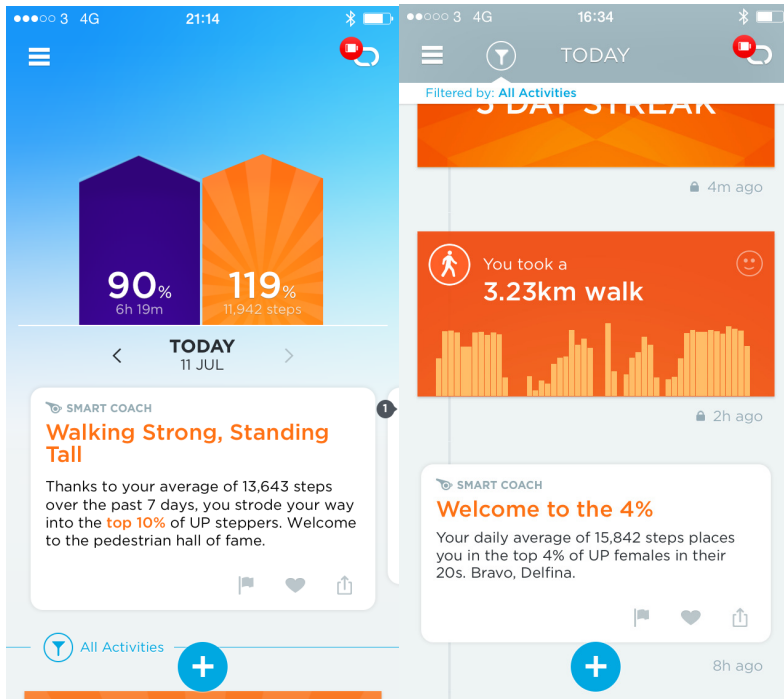 3 4G 21:14
90%
6h 19m
119%
11,942 steps
TODAY
11 JUL
SMART COACH
Walking Strong, Standing
Tall
Thanks to your average of 13,643 steps
over the past 7 days, you strode your way
into the top 10% of UP steppers. Welcome
to the pedestrian hall of fame.
1
All Activities
+
3 4G 16:34
TODAY
Filtered by: All Activities
3 DAY STREAK
4m ago
You took a
3.23km walk
2h ago
SMART COACH
Welcome to the 4%
Your daily average of 15,842 steps places
you in the top 4% of UP females in their
20s. Bravo, Delfina.
+
8h ago